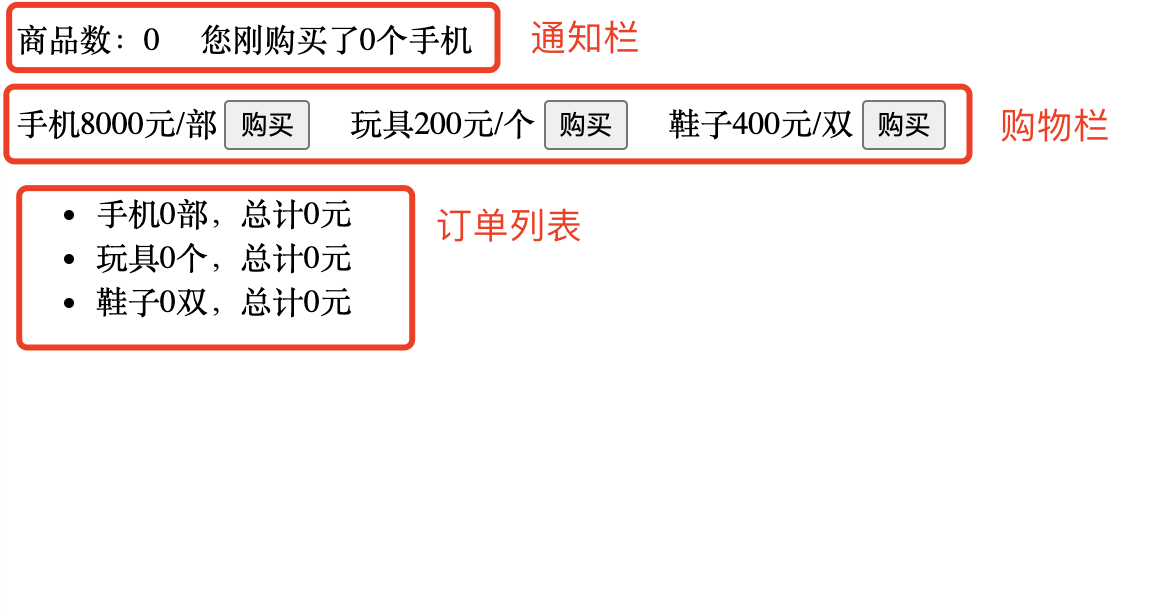 商品数：0 您刚购买了0个手机 通知栏
手机8000元/部 购买 玩具200元/个 购买 鞋子400元/双 购买 购物栏
手机0部，总计0元 订单列表
玩具0个，总计0元
鞋子0双，总计0元